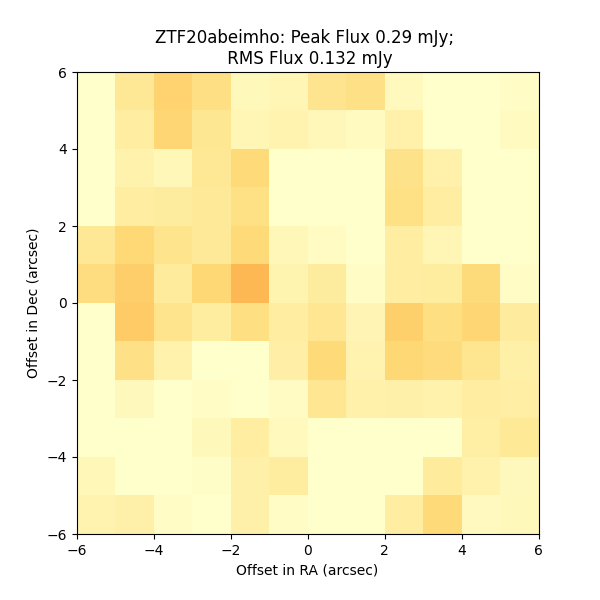 ZTF20abeimho: Peak Flux 0.29 mJy;
RMS Flux 0.132 mJy
6
4
2
0
−2
−4
−6
Offset in Dec (arcsec)
−6 −4 −2 0 2 4 6
Offset in RA (arcsec)